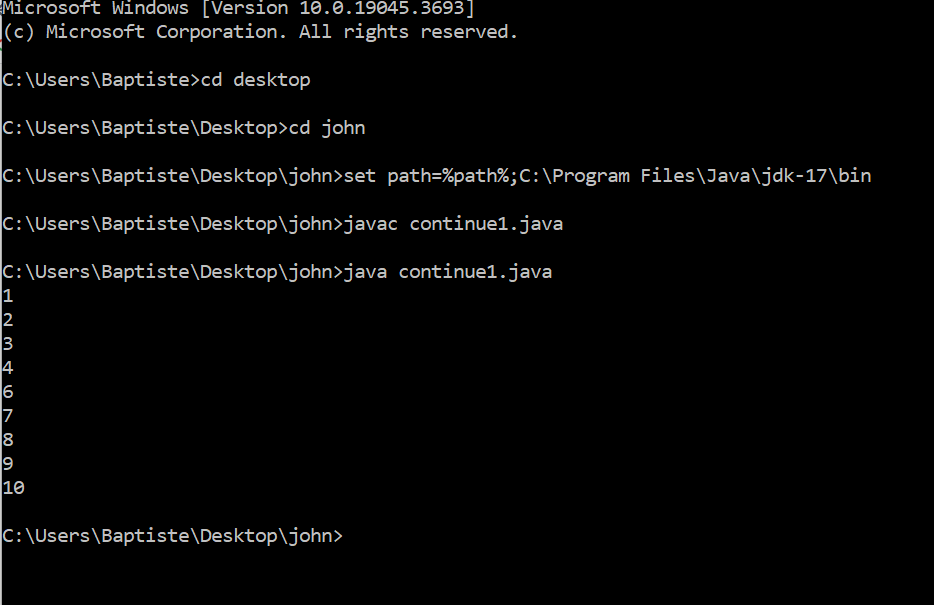 Microsoft Windows [Version 10.0.19045.3693]
(c) Microsoft Corporation. All rights reserved.
C:\Users\Baptiste>cd desktop
C:\Users\Baptiste\Desktop>cd john
C:\Users\Baptiste\Desktop\john>set path=%path%;C:\Program Files\Java\jdk-17\bin
C:\Users\Baptiste\Desktop\john>javac continue1.java
C:\Users\Baptiste\Desktop\john>java continue1.java
1
2
3
4
6
7
8
9
10
C:\Users\Baptiste\Desktop\john>